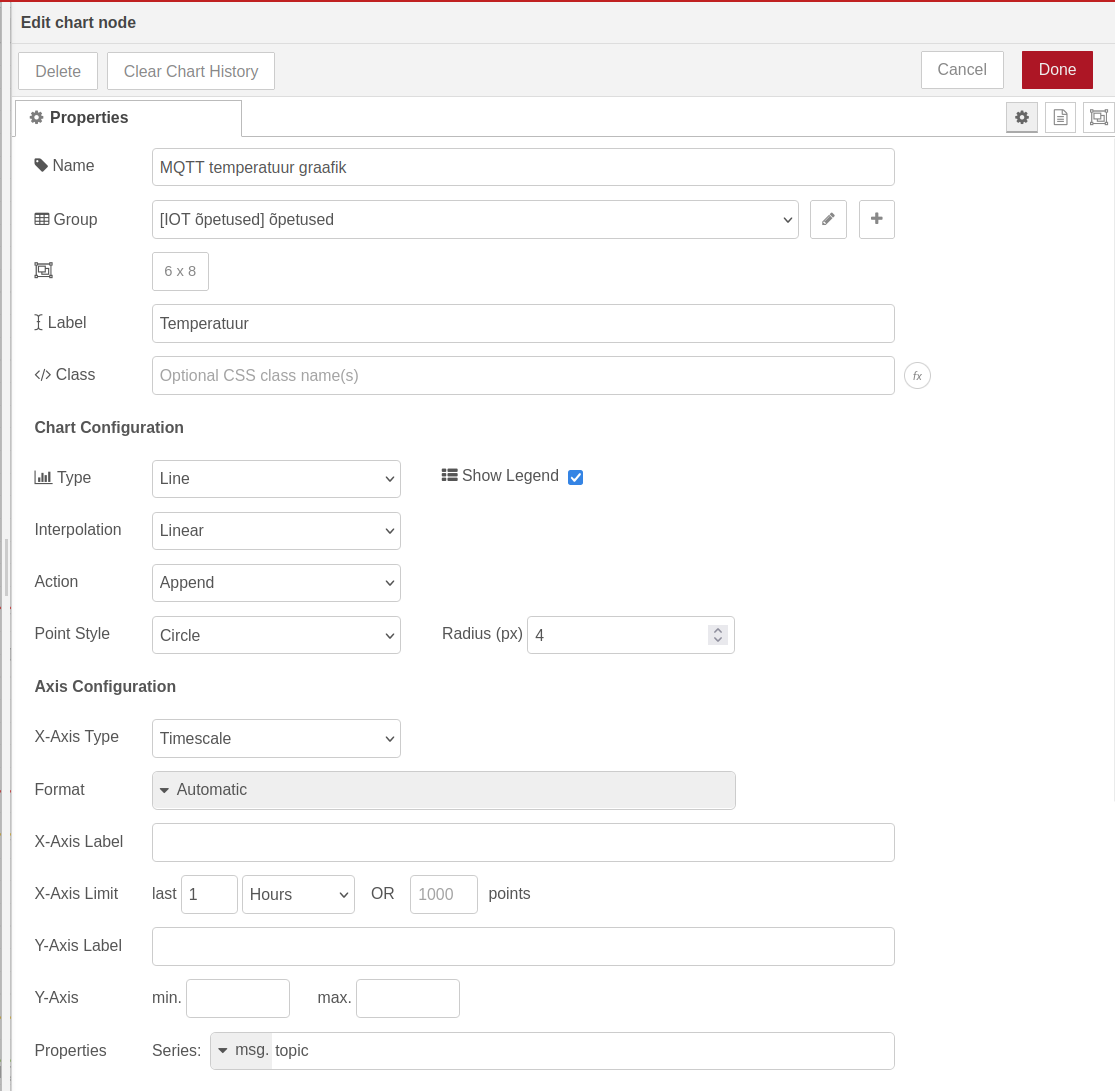 Edit chart node
Delete Clear Chart History Cancel Done
Properties
Name MQTT temperatuur graafik
Group [IOT õpetused] õpetused
6 x 8
Label Temperatuur
Class Optional CSS class name(s) fx
Chart Configuration
Type Line Show Legend
Interpolation Linear
Action Append
Point Style Circle Radius (px) 4
Axis Configuration
X-Axis Type Timescale
Format Automatic
X-Axis Label
X-Axis Limit last 1 Hours OR 1000 points
Y-Axis Label
Y-Axis min. max.
Properties Series: msg. topic